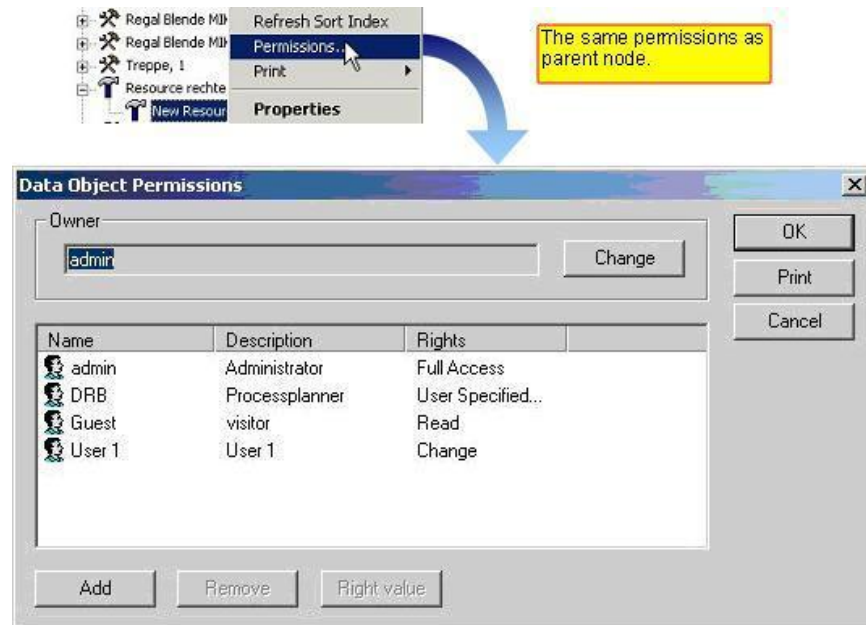 Regal Blende MI
Regal Blende MI
Treppe, 1
Resource rechte
New Resour
Refresh Sort Index
Permissions...
Print
Properties
The same permissions as
parent node.
Data Object Permissions
Owner
admin
Change
OK
Print
Cancel
Name Description Rights
admin Administrator Full Access
DRB Processplanner User Specified...
Guest visitor Read
User 1 User 1 Change
Add Remove Right value